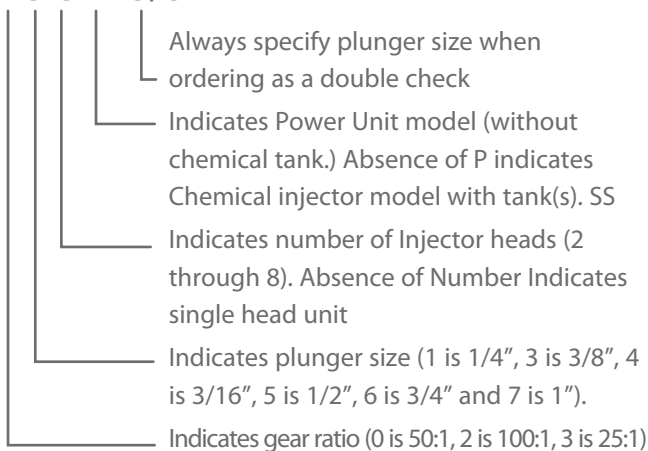 Always specify plunger size when
ordering as a double check
Indicates Power Unit model (without
chemical tank.) Absence of P indicates
Chemical injector model with tank(s). SS
Indicates number of Injector heads (2
through 8). Absence of Number Indicates
single head unit
Indicates plunger size (1 is 1/4”, 3 is 3/8”, 4
is 3/16”, 5 is 1/2”, 6 is 3/4” and 7 is 1”).
Indicates gear ratio (0 is 50:1, 2 is 100:1, 3 is 25:1)